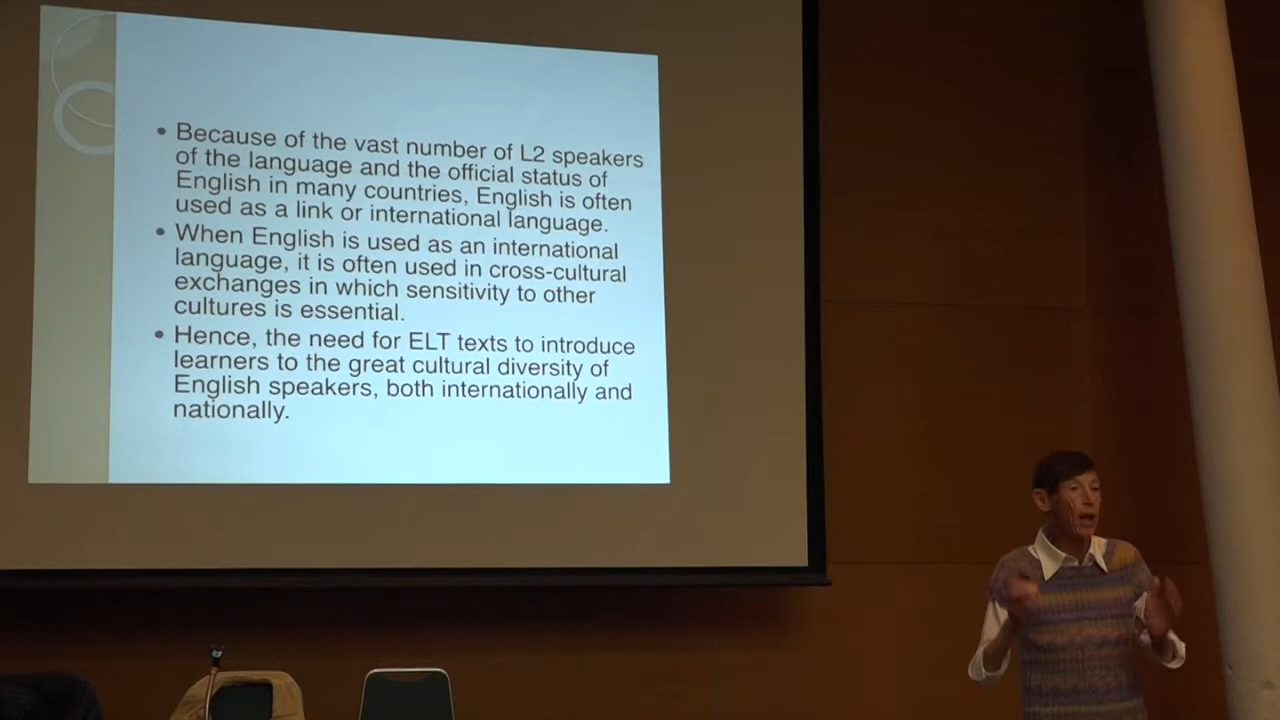 • Because of the vast number of L2 speakers
of the language and the official status of
English in many countries, English is often
used as a link or international language.
• When English is used as an international
language, it is often used in cross-cultural
exchanges in which sensitivity to other
cultures is essential.
• Hence, the need for ELT texts to introduce
learners to the great cultural diversity of
English speakers, both internationally and
nationally.